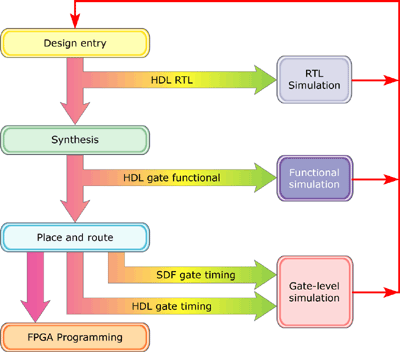 Design entry
HDL RTL
RTL
Simulation
Synthesis
HDL gate functional
Functional
simulation
Place and route
SDF gate timing
HDL gate timing
Gate-level
simulation
FPGA Programming